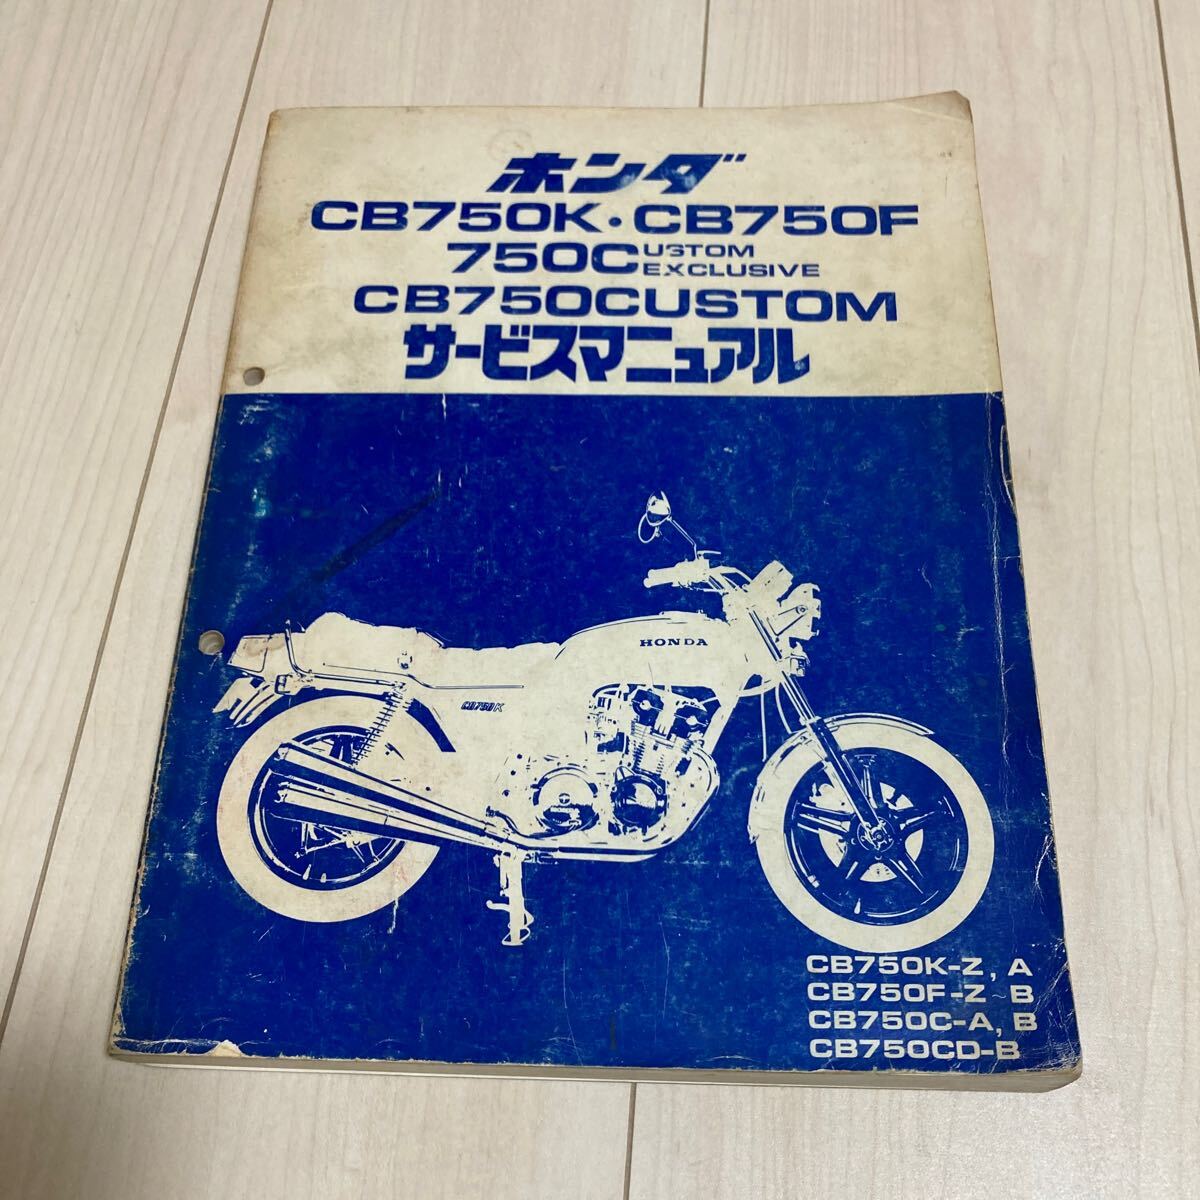 ホンダ
CB750K・CB750F
750CUSTOM
EXCLUSIVE
CB750CUSTOM
サービスマニュアル
HONDA
CB750K
CB750K-Z, A
CB750F-Z~B
CB750C-A, B
CB750CD-B